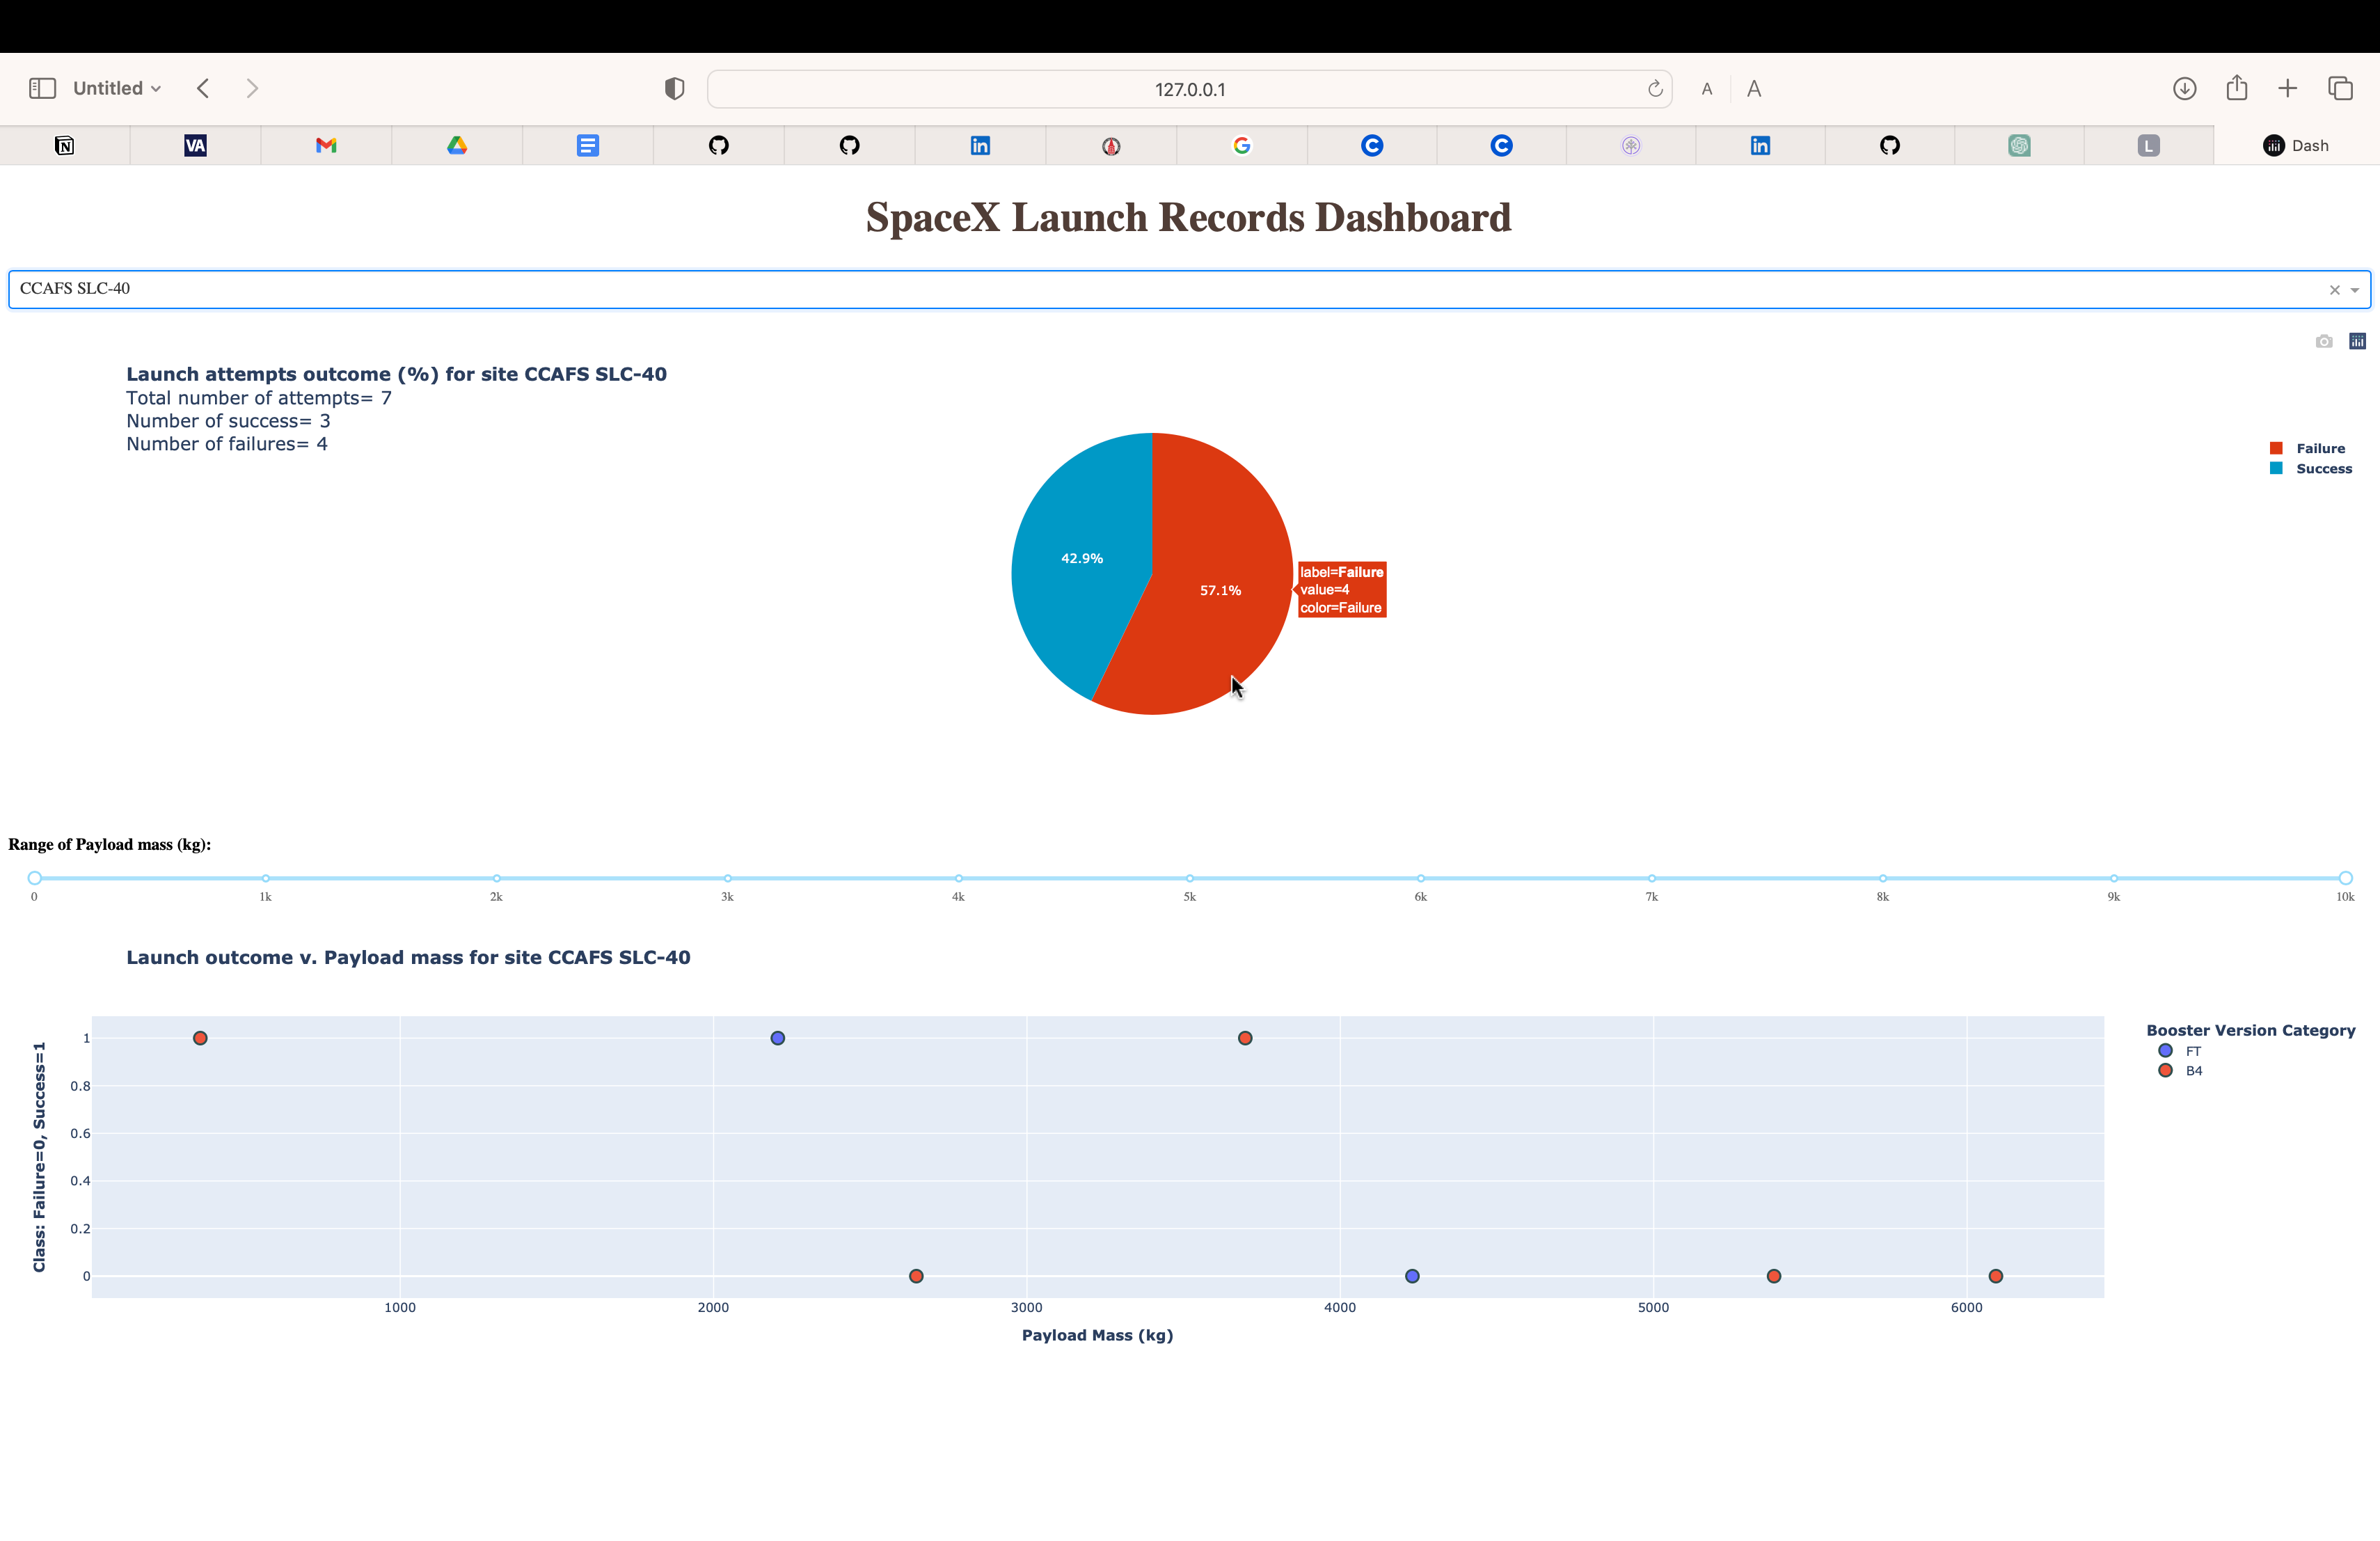 Untitled
127.0.0.1
A A
N
VA
in
G
C
C
in
L
Dash
SpaceX Launch Records Dashboard
CCAFS SLC-40
Launch attempts outcome (%) for site CCAFS SLC-40
Total number of attempts= 7
Number of success= 3
Number of failures= 4
Failure
Success
42.9%
57.1%
label=Failure
value=4
color=Failure
Range of Payload mass (kg):
0 1k 2k 3k 4k 5k 6k 7k 8k 9k 10k
Launch outcome v. Payload mass for site CCAFS SLC-40
Class: Failure=0, Success=1
1
0.8
0.6
0.4
0.2
0
1000 2000 3000 4000 5000 6000
Payload Mass (kg)
Booster Version Category
FT
B4